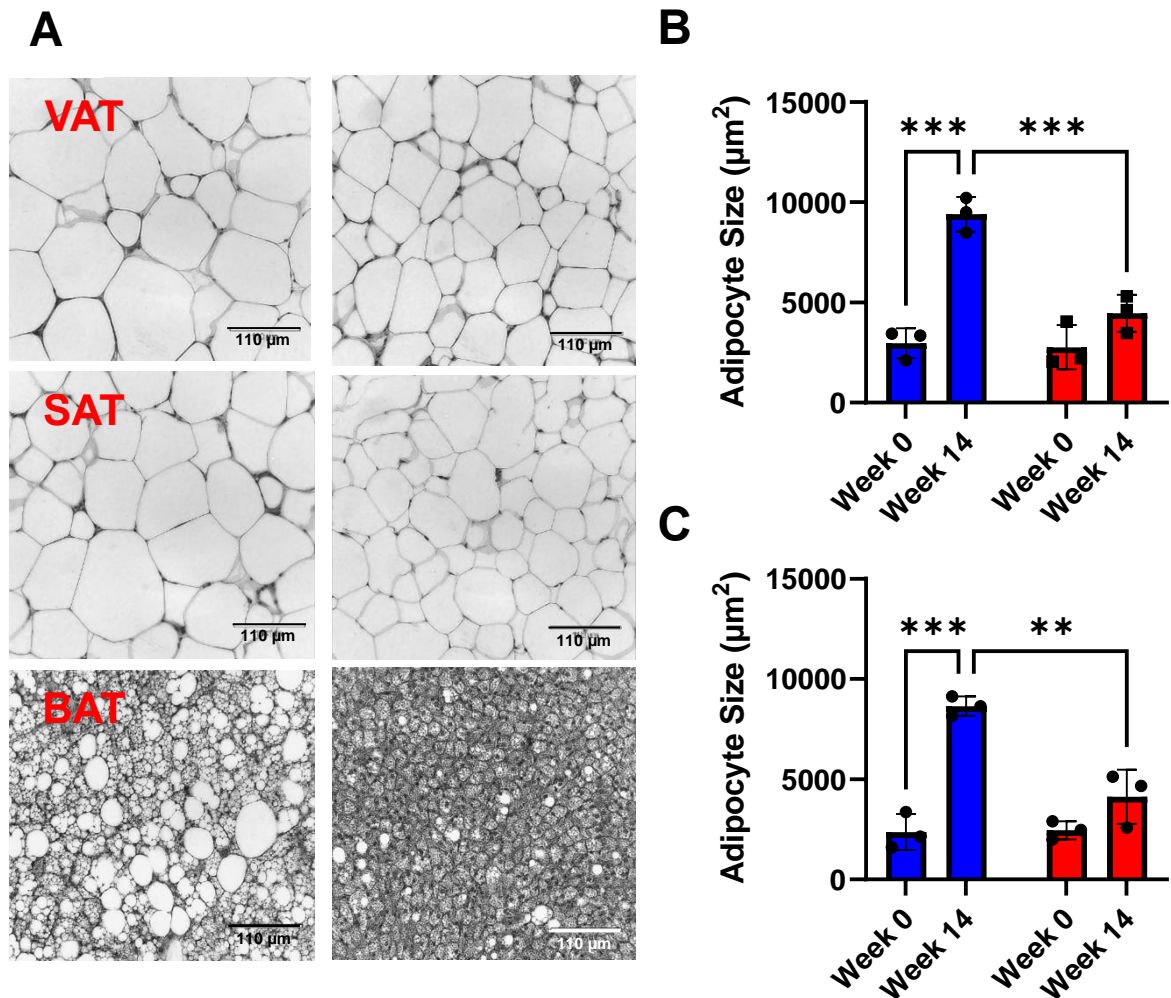 A
VAT
110 µm
110 µm
SAT
110 µm
110 µm
BAT
110 µm
110 µm
B
Adipocyte Size (µm²)
15000
10000
5000
0
***
***
Week 0
Week 14
Week 0
Week 14
C
Adipocyte Size (µm²)
15000
10000
5000
0
***
**
Week 0
Week 14
Week 0
Week 14